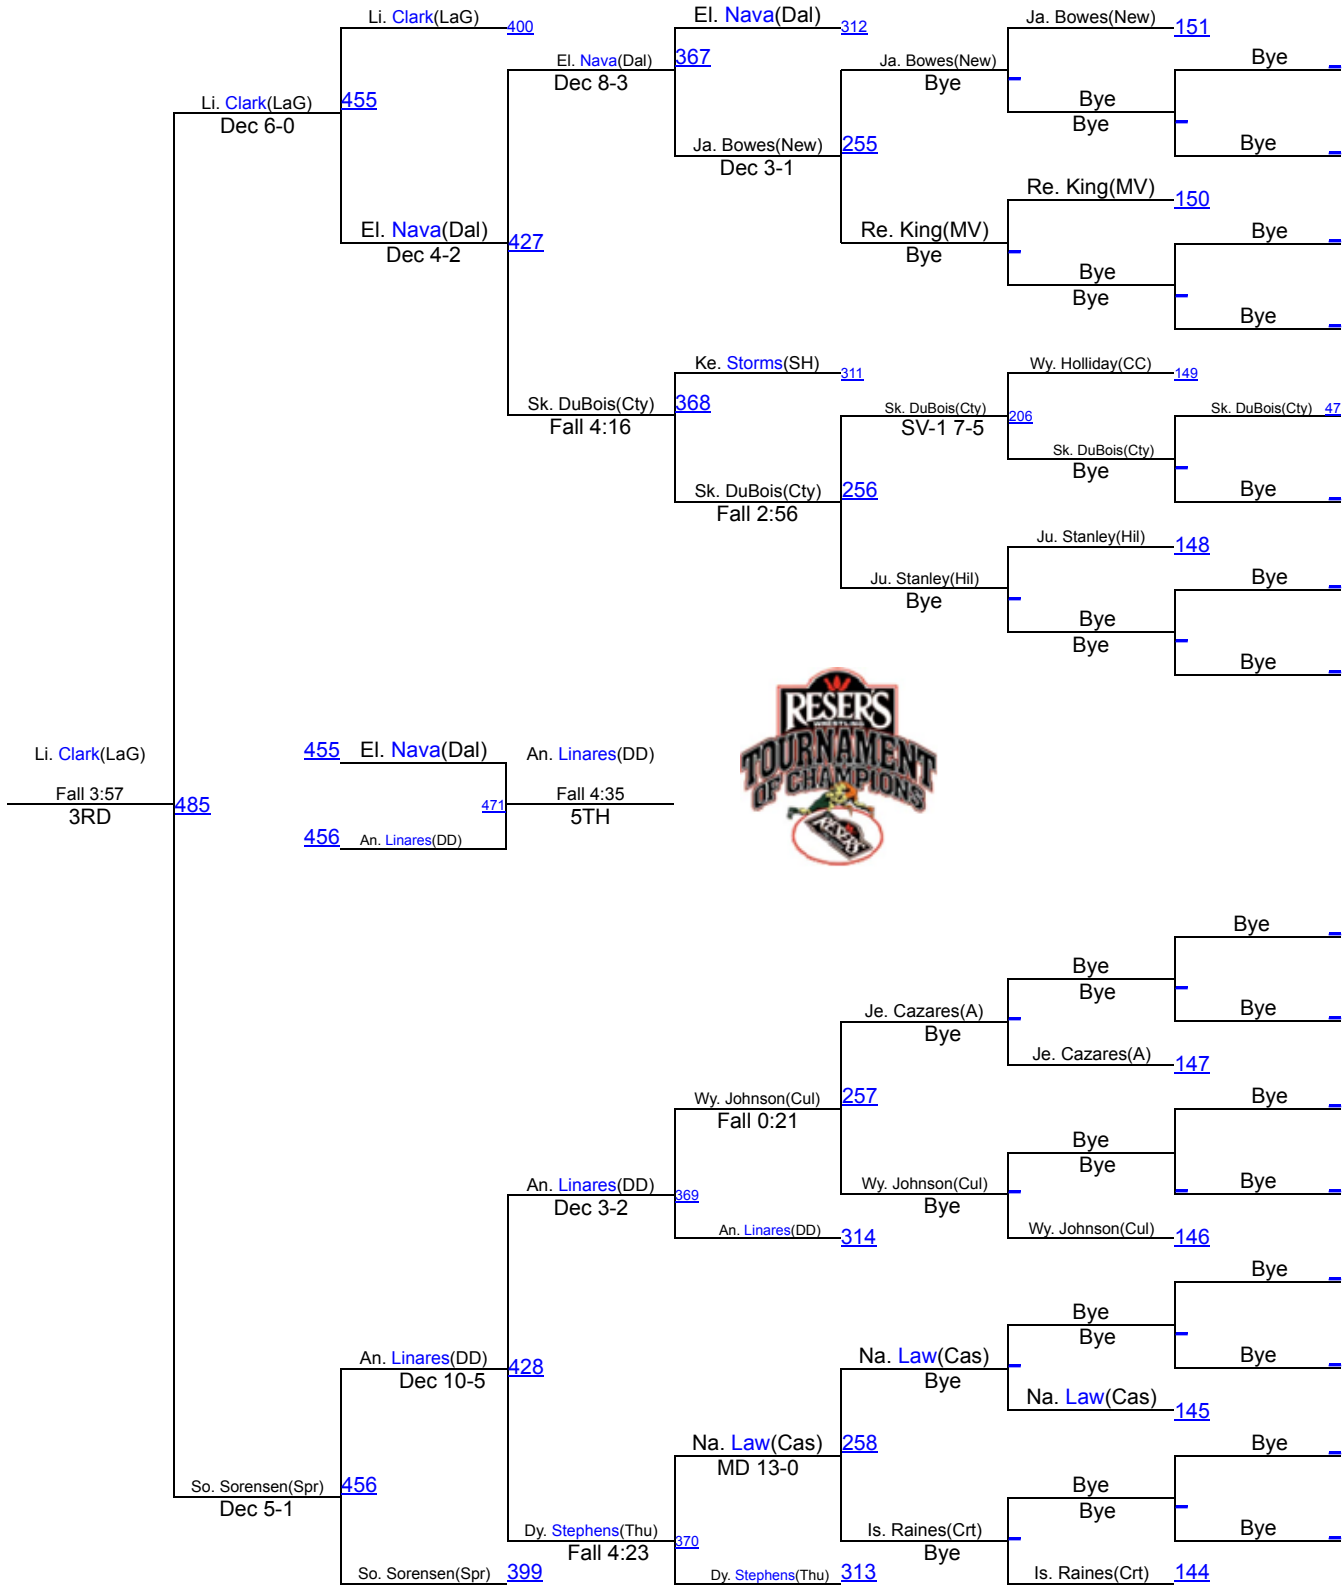 Li. Clark(LaG)
400
El. Nava(Dal)
312
Ja. Bowes(New)
151
El. Nava(Dal)
Dec 8-3
367
Ja. Bowes(New)
Bye
Bye
Li. Clark(LaG)
Dec 6-0
455
Bye
Bye
Ja. Bowes(New)
Dec 3-1
255
Bye
Re. King(MV)
150
El. Nava(Dal)
Dec 4-2
427
Re. King(MV)
Bye
Bye
Bye
Bye
Bye
Ke. Storms(SH)
311
Wy. Holliday(CC)
149
Sk. DuBois(Cty)
Fall 4:16
368
Sk. DuBois(Cty)
SV-1 7-5
206
Sk. DuBois(Cty)
47
Sk. DuBois(Cty)
Bye
Sk. DuBois(Cty)
Fall 2:56
256
Bye
Ju. Stanley(Hil)
148
Ju. Stanley(Hil)
Bye
Bye
Bye
Bye
Bye
RESER'S
WRESTLING
TOURNAMENT
OF CHAMPIONS
RESER'S
Li. Clark(LaG)
Fall 3:57
3RD
485
455
El. Nava(Dal)
An. Linares(DD)
471
Fall 4:35
5TH
456
An. Linares(DD)
Bye
Bye
Bye
Bye
Je. Cazares(A)
Bye
Je. Cazares(A)
147
Wy. Johnson(Cul)
Fall 0:21
257
Bye
Bye
Bye
Bye
An. Linares(DD)
Dec 3-2
369
Wy. Johnson(Cul)
Bye
An. Linares(DD)
314
Wy. Johnson(Cul)
146
Bye
Bye
Bye
Bye
An. Linares(DD)
Dec 10-5
428
Na. Law(Cas)
Bye
Na. Law(Cas)
145
Na. Law(Cas)
MD 13-0
258
Bye
So. Sorensen(Spr)
Dec 5-1
456
Bye
Bye
Bye
Dy. Stephens(Thu)
Fall 4:23
370
Is. Raines(Crt)
Bye
So. Sorensen(Spr)
399
Dy. Stephens(Thu)
313
Is. Raines(Crt)
144